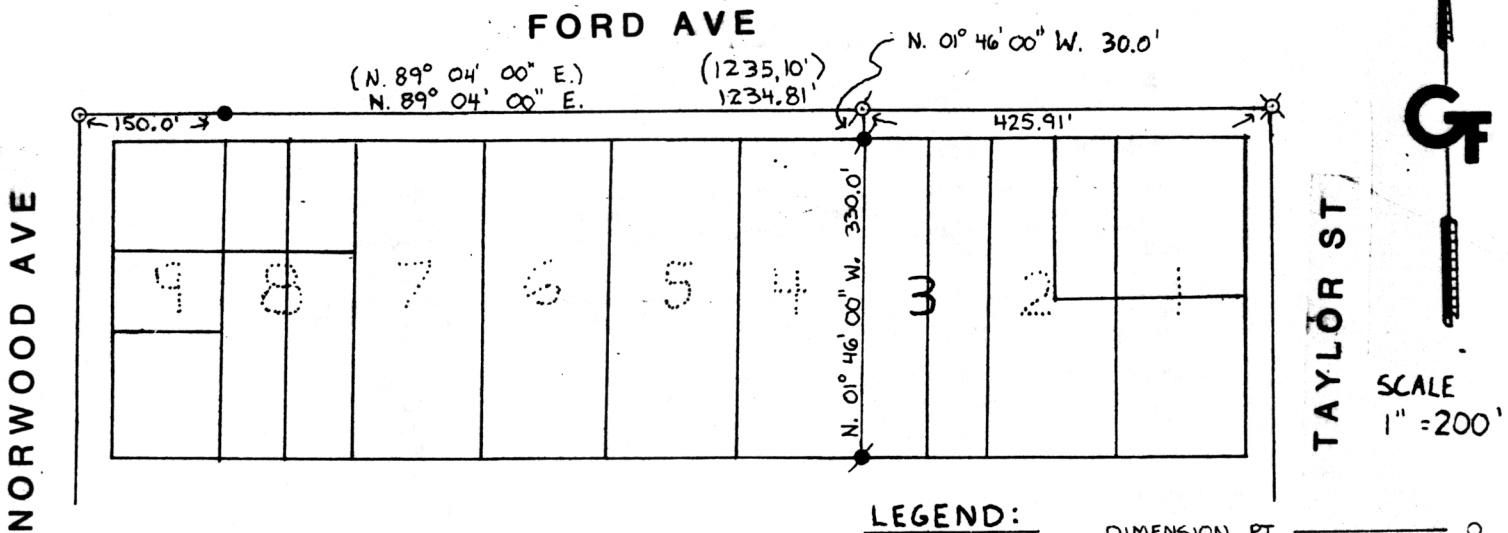 FORD AVE
N. 01° 46' 00" W. 30.0'
(N. 89° 04' 00" E.)
(1235,10')
N. 89° 04' 00" E.
1234.81'
150.0'
425.91'
GF
NORWOOD AVE
9
8
7
6
5
4
N. 01° 46' 00" W. 330.0'
3
2
1
TAYLOR ST
SCALE
1" = 200'
LEGEND:
DIMENSION PT